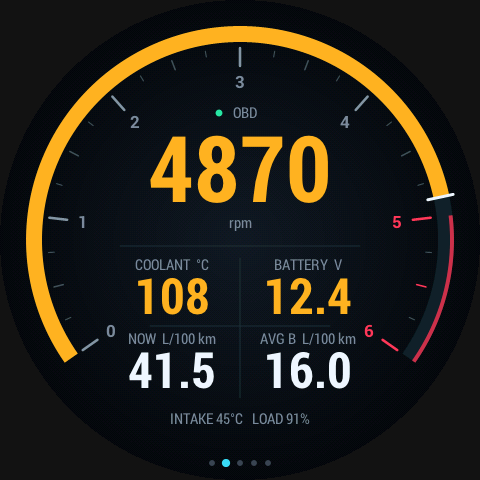 3
2 4
OBD
4870
1 rpm 5
COOLANT °C BATTERY V
108 12.4
0 NOW L/100 km AVG B L/100 km 6
41.5 16.0
INTAKE 45°C LOAD 91%